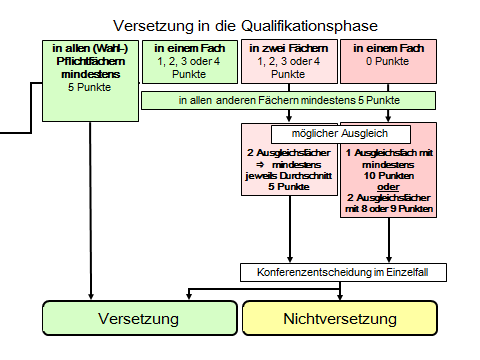 Versetzung in die Qualifikationsphase
in allen (Wahl-)
Pflichtfächern
mindestens
5 Punkte
in einem Fach
1, 2, 3 oder 4
Punkte
in zwei Fächern
1, 2, 3 oder 4
Punkte
in einem Fach
0 Punkte
in allen anderen Fächern mindestens 5 Punkte
möglicher Ausgleich
2 Ausgleichsfächer
⇒ mindestens
jeweils Durchschnitt
5 Punkte
1 Ausgleichsfach mit
mindestens
10 Punkten
oder
2 Ausgleichsfächer
mit 8 oder 9 Punkten
Konferenzentscheidung im Einzelfall
Versetzung
Nichtversetzung